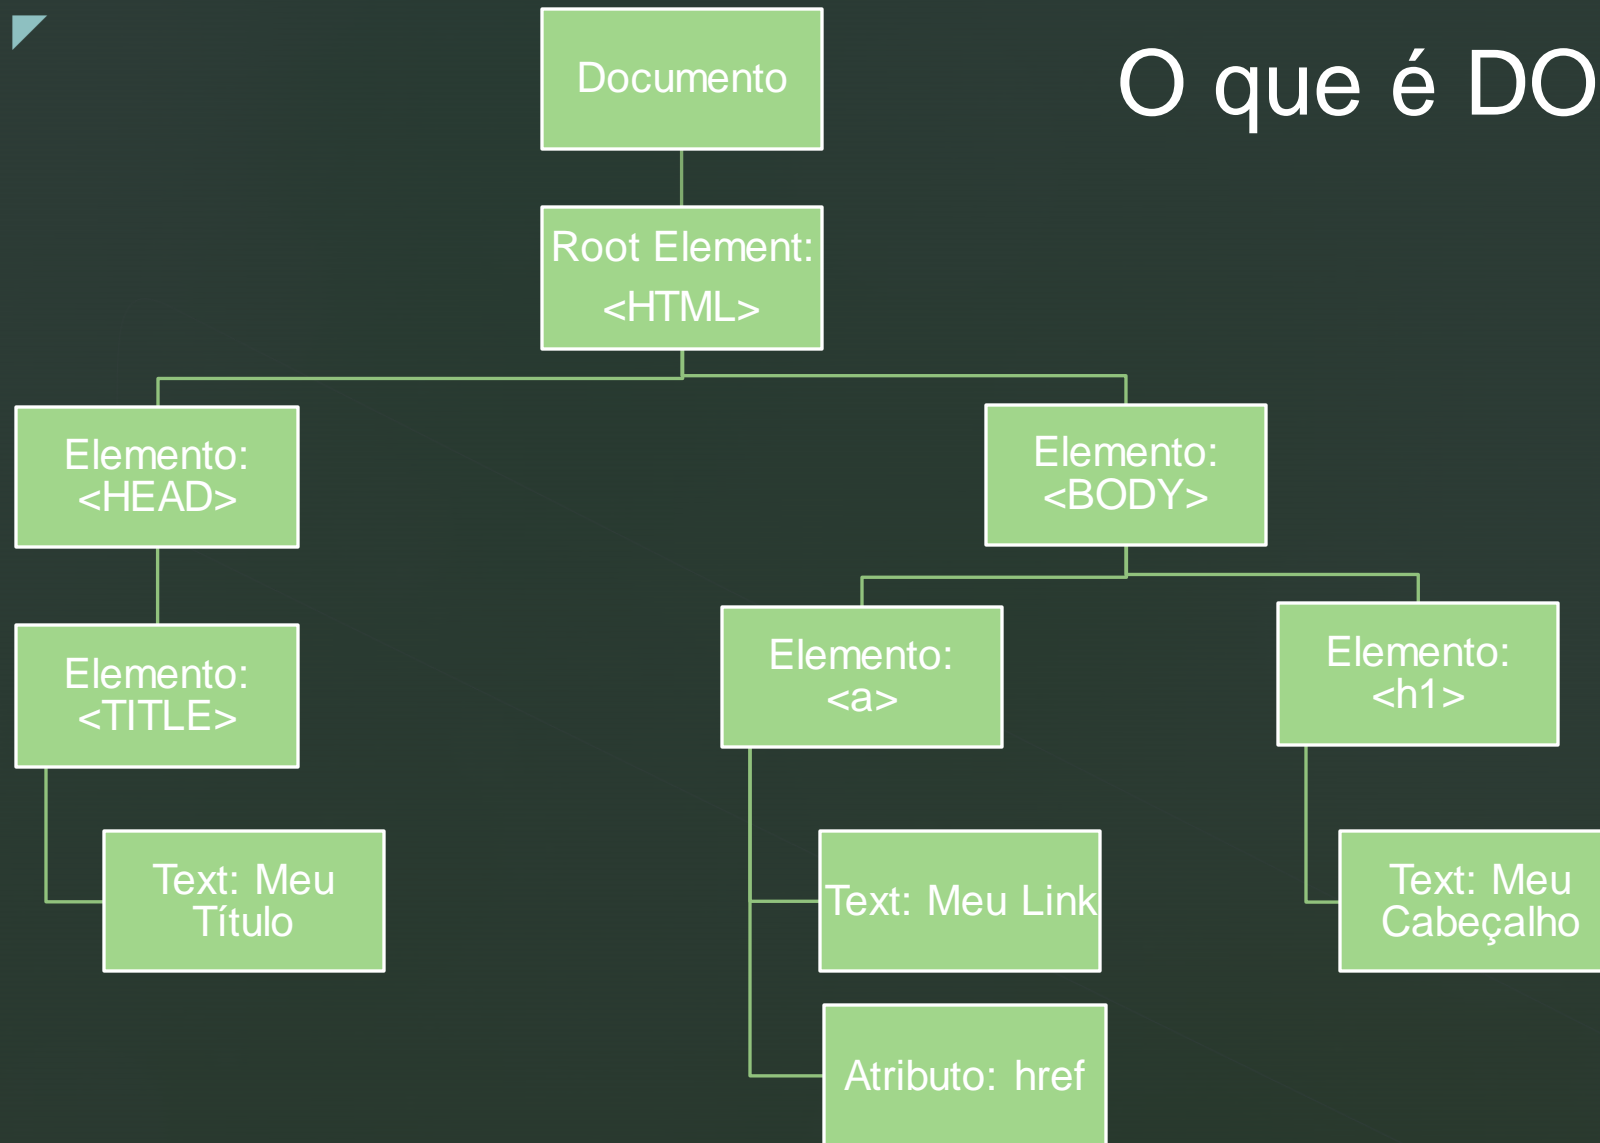 O que é DO
Documento
Root Element:
<HTML>
Elemento:
<HEAD>
Elemento:
<BODY>
Elemento:
<TITLE>
Elemento:
<a>
Elemento:
<h1>
Text: Meu
Título
Text: Meu Link
Text: Meu
Cabeçalho
Atributo: href